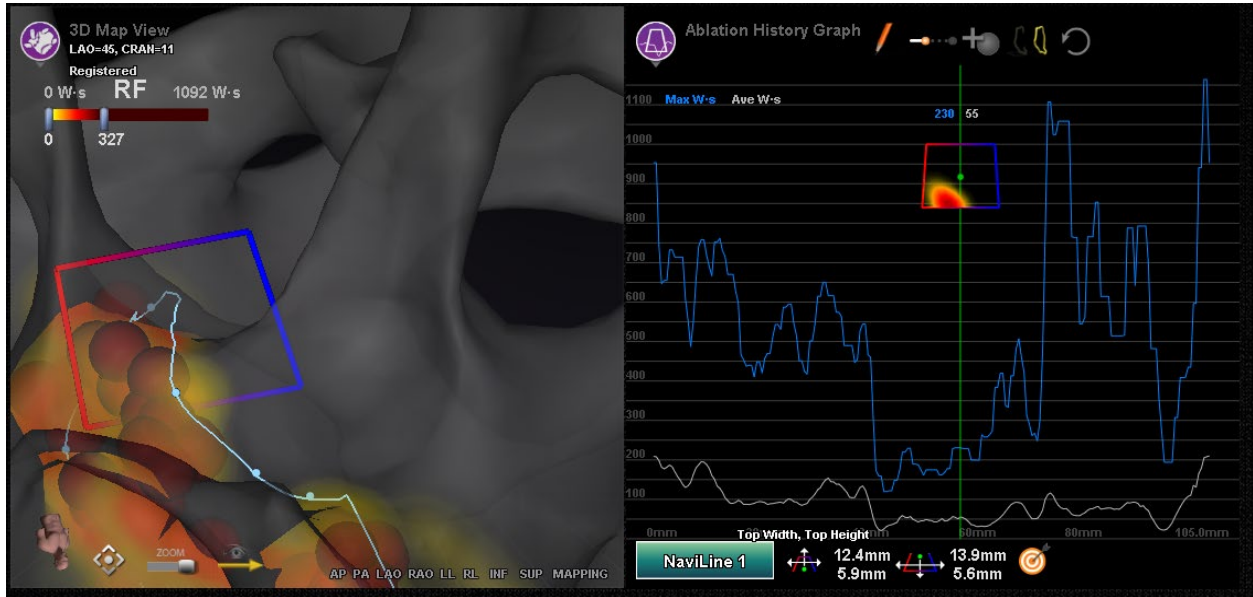 3D Map View
LAO=45, CRAN=11
Registered
0 W·s RF 1092 W·s
0 327
ZOOM
AP PA LAO RAO LL RL INF SUP MAPPING
Ablation History Graph
Max W·s Ave W·s
230 55
1100
1000
900
800
700
600
500
400
300
200
100
0mm 60mm 80mm 105.0mm
Top Width, Top Height
NaviLine 1
12.4mm 13.9mm
5.9mm 5.6mm